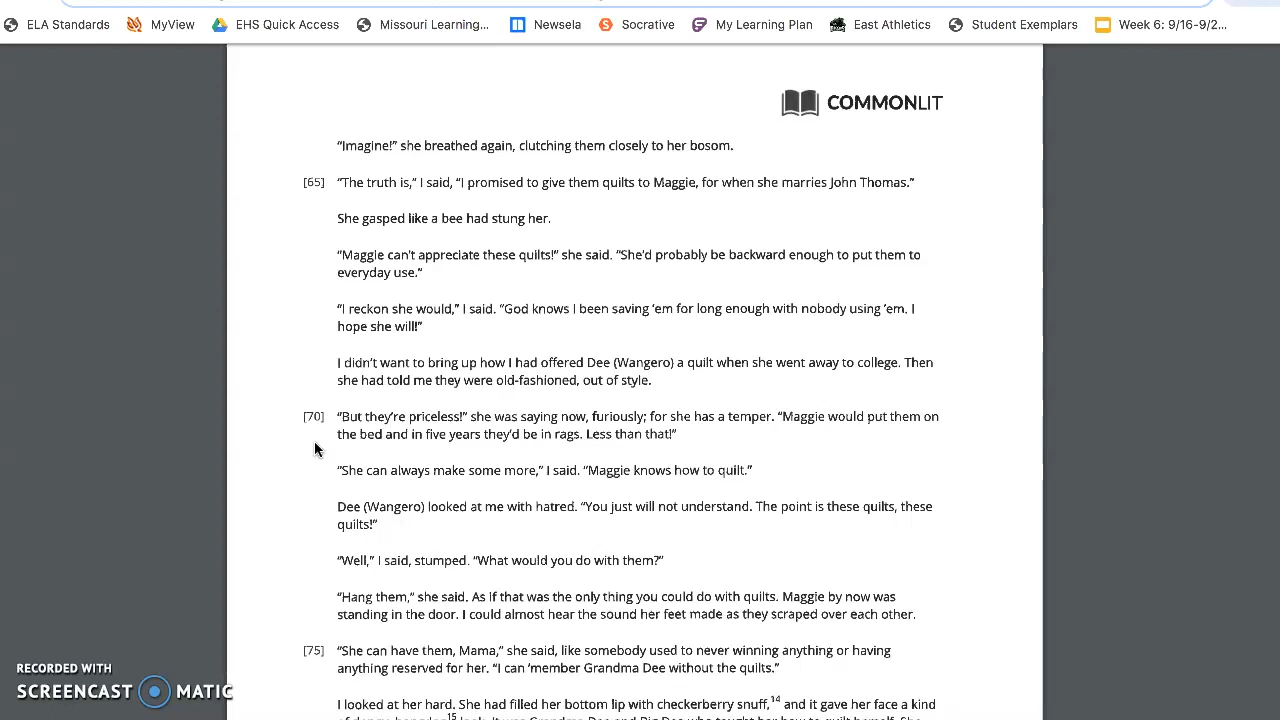 ELA Standards MyView EHS Quick Access Missouri Learning... Newsela Socrative My Learning Plan East Athletics Student Exemplars Week 6: 9/16-9/2...
COMMONLIT
“Imagine!” she breathed again, clutching them closely to her bosom.
[65] “The truth is,” I said, “I promised to give them quilts to Maggie, for when she marries John Thomas.”
She gasped like a bee had stung her.
“Maggie can’t appreciate these quilts!” she said. “She’d probably be backward enough to put them to
everyday use.”
“I reckon she would,” I said. “God knows I been saving ‘em for long enough with nobody using ‘em. I
hope she will!”
I didn’t want to bring up how I had offered Dee (Wangero) a quilt when she went away to college. Then
she had told me they were old-fashioned, out of style.
[70] “But they’re priceless!” she was saying now, furiously; for she has a temper. “Maggie would put them on
the bed and in five years they’d be in rags. Less than that!”
“She can always make some more,” I said. “Maggie knows how to quilt.”
Dee (Wangero) looked at me with hatred. “You just will not understand. The point is these quilts, these
quilts!”
“Well,” I said, stumped. “What would you do with them?”
“Hang them,” she said. As if that was the only thing you could do with quilts. Maggie by now was
standing in the door. I could almost hear the sound her feet made as they scraped over each other.
[75] “She can have them, Mama,” she said, like somebody used to never winning anything or having
anything reserved for her. “I can ‘member Grandma Dee without the quilts.”
I looked at her hard. She had filled her bottom lip with checkerberry snuff,14 and it gave her face a kind
RECORDED WITH
SCREENCAST MATIC